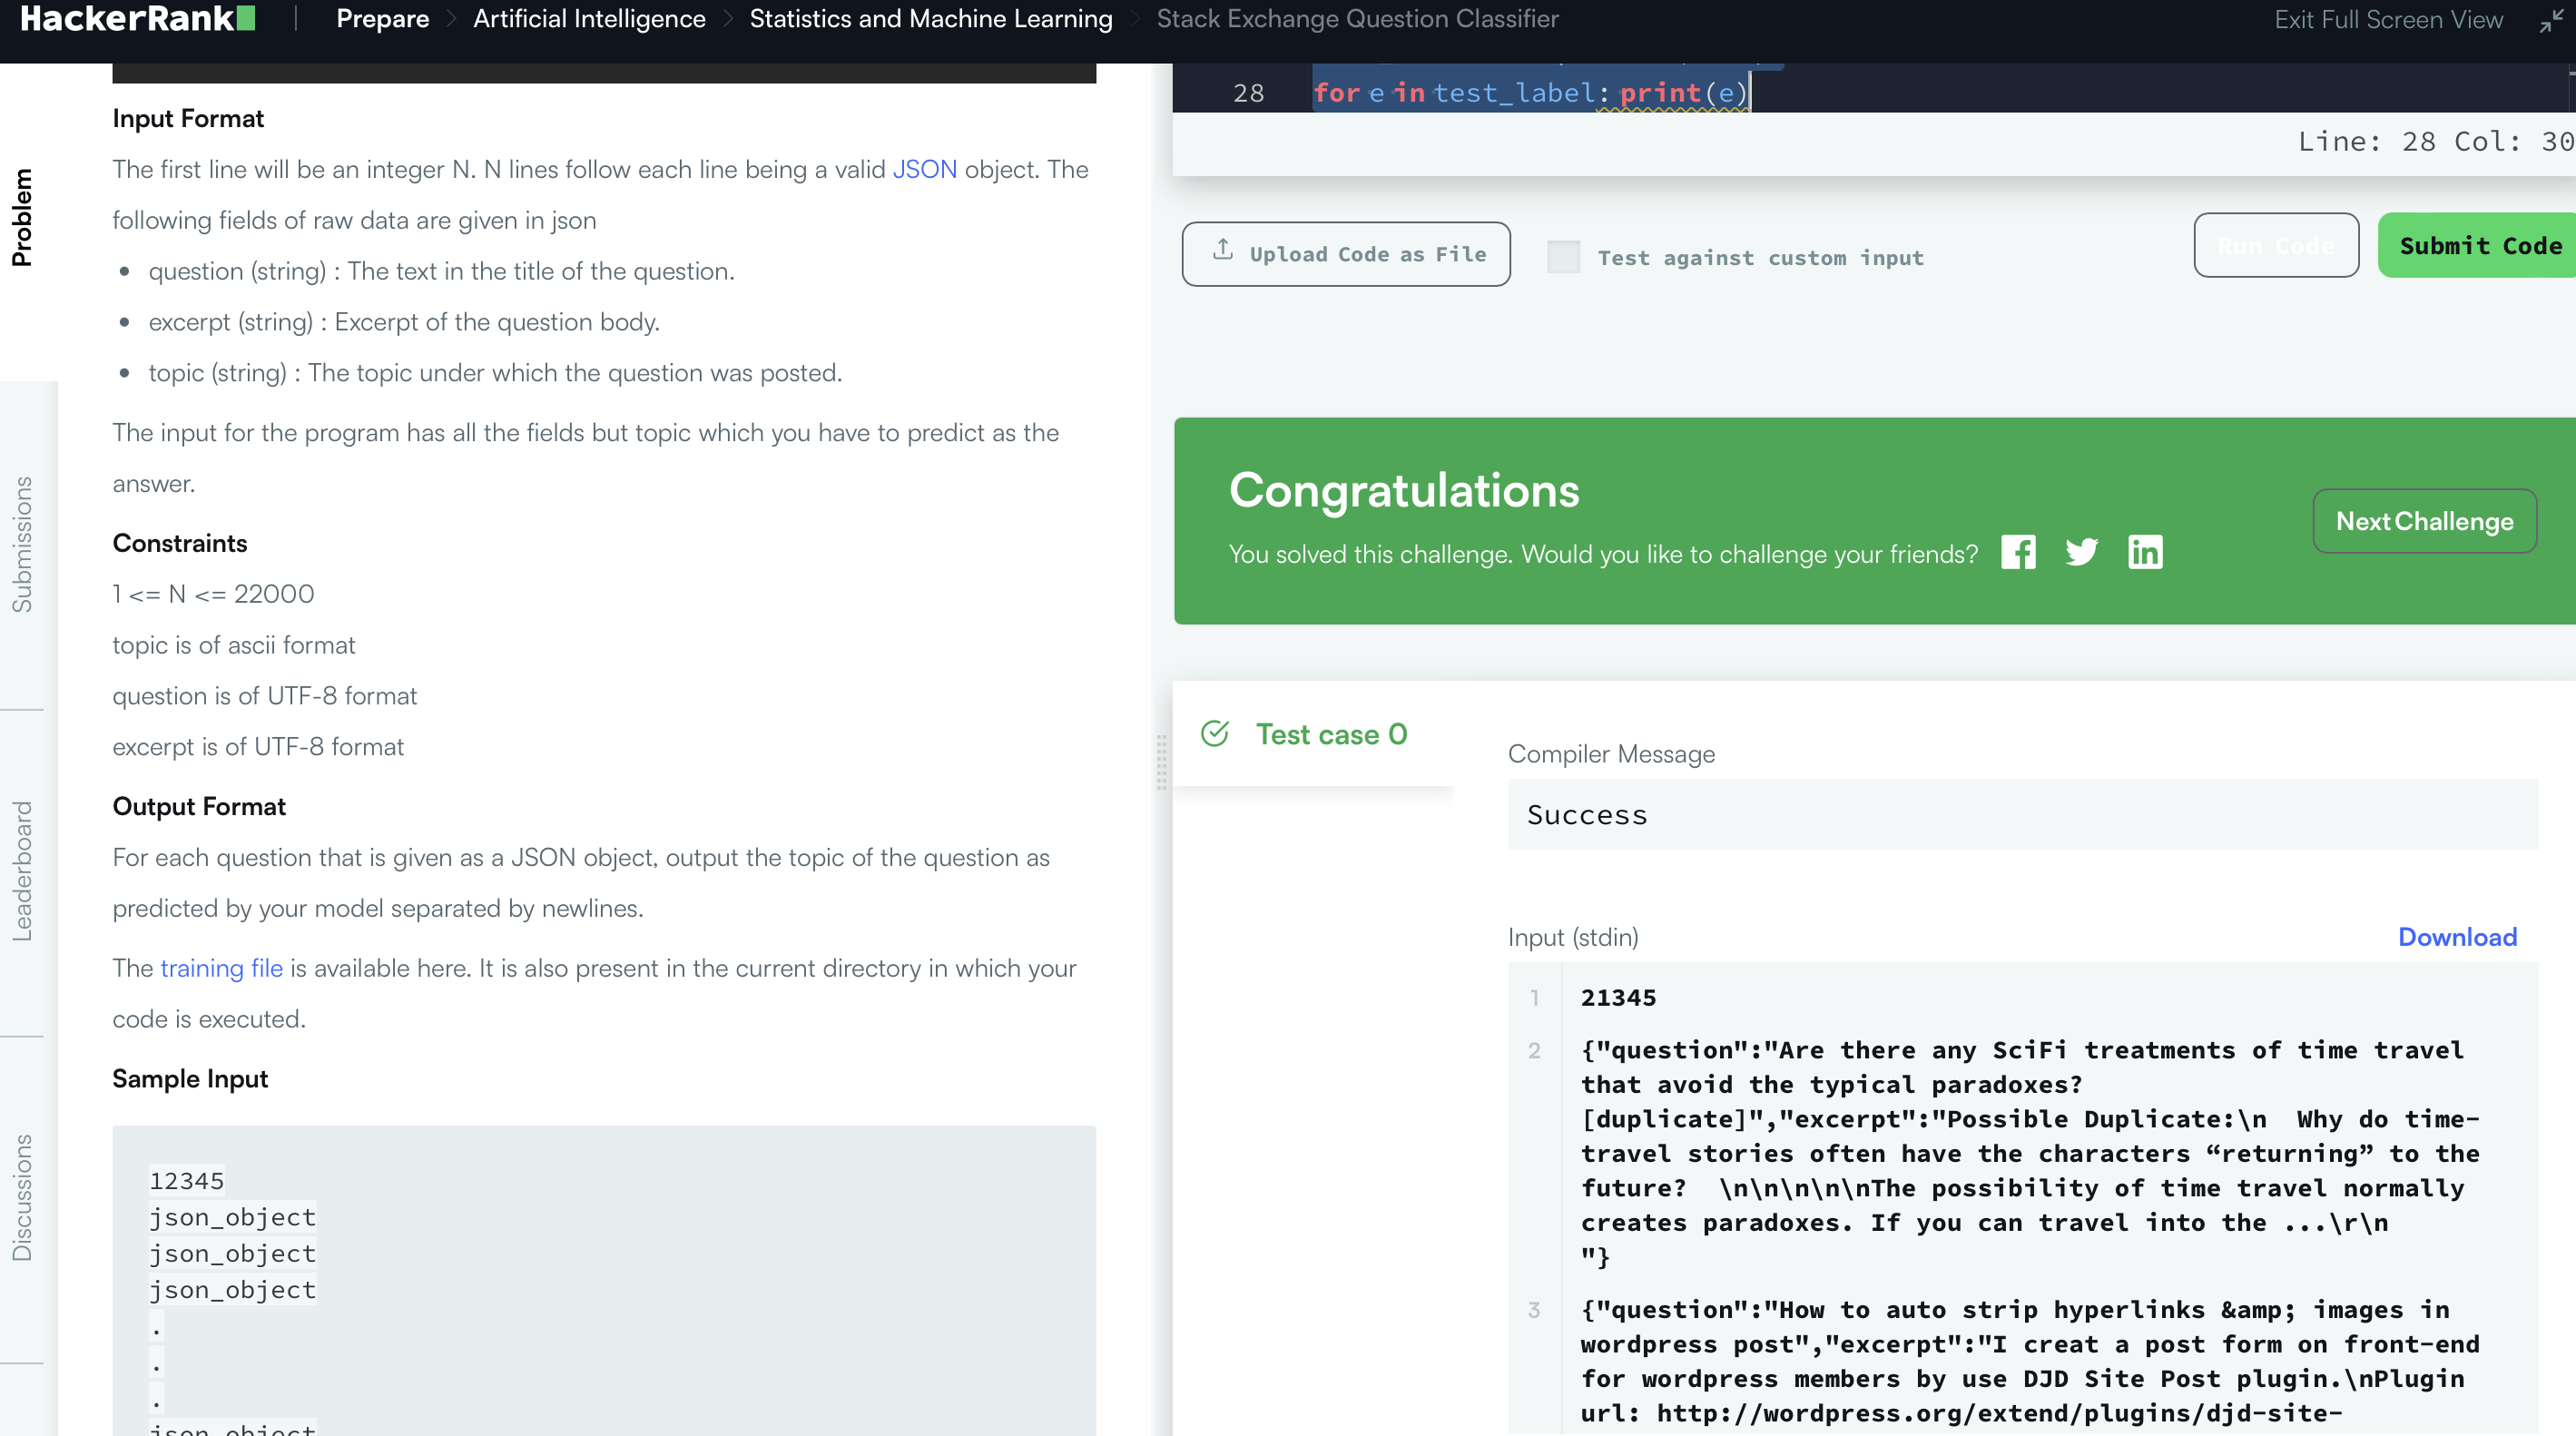 HackerRank | Prepare > Artificial Intelligence > Statistics and Machine Learning > Stack Exchange Question Classifier
Exit Full Screen View
Problem
Submissions
Leaderboard
Discussions
Input Format
The first line will be an integer N. N lines follow each line being a valid JSON object. The
following fields of raw data are given in json
• question (string) : The text in the title of the question.
• excerpt (string) : Excerpt of the question body.
• topic (string) : The topic under which the question was posted.
The input for the program has all the fields but topic which you have to predict as the
answer.
Constraints
1 <= N <= 22000
topic is of ascii format
question is of UTF-8 format
excerpt is of UTF-8 format
Output Format
For each question that is given as a JSON object, output the topic of the question as
predicted by your model separated by newlines.
The training file is available here. It is also present in the current directory in which your
code is executed.
Sample Input
12345
json_object
json_object
json_object
.
.
.
json_object
28 for e in test_label: print(e)
Line: 28 Col: 30
Upload Code as File
Test against custom input
Run Code
Submit Code
Congratulations
You solved this challenge. Would you like to challenge your friends?
Next Challenge
Test case 0
Compiler Message
Success
Input (stdin)
Download
1 21345
2 {"question":"Are there any SciFi treatments of time travel
that avoid the typical paradoxes?
[duplicate]","excerpt":"Possible Duplicate:\n  Why do time-
travel stories often have the characters “returning” to the
future?  \n\n\n\n\nThe possibility of time travel normally
creates paradoxes. If you can travel into the ...\r\n
"}
3 {"question":"How to auto strip hyperlinks &amp; images in
wordpress post","excerpt":"I creat a post form on front-end
for wordpress members by use DJD Site Post plugin.\nPlugin
url: http://wordpress.org/extend/plugins/djd-site-